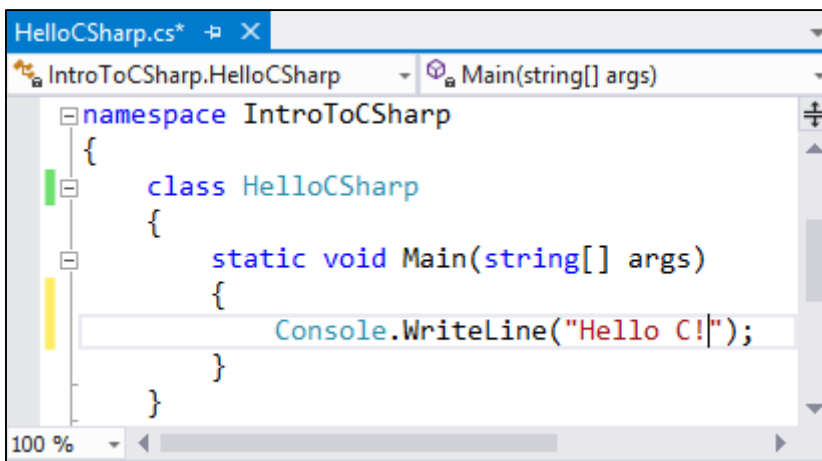 HelloCSharp.cs*
IntroToCSharp.HelloCSharp Main(string[] args)
namespace IntroToCSharp
{
class HelloCSharp
{
static void Main(string[] args)
{
Console.WriteLine("Hello C!");
}
}
100 %